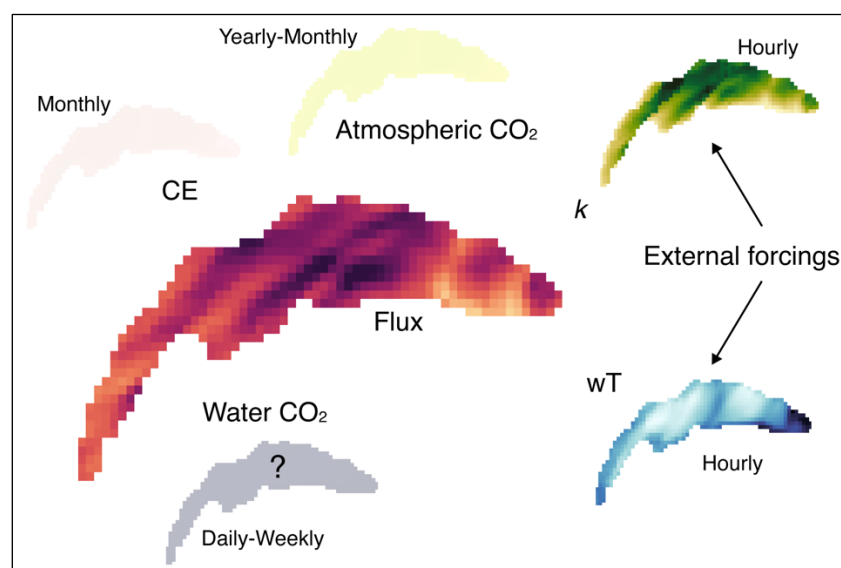 Yearly-Monthly
Hourly
Monthly
Atmospheric CO₂
CE
k
External forcings
Flux
wT
Water CO₂
?
Hourly
Daily-Weekly